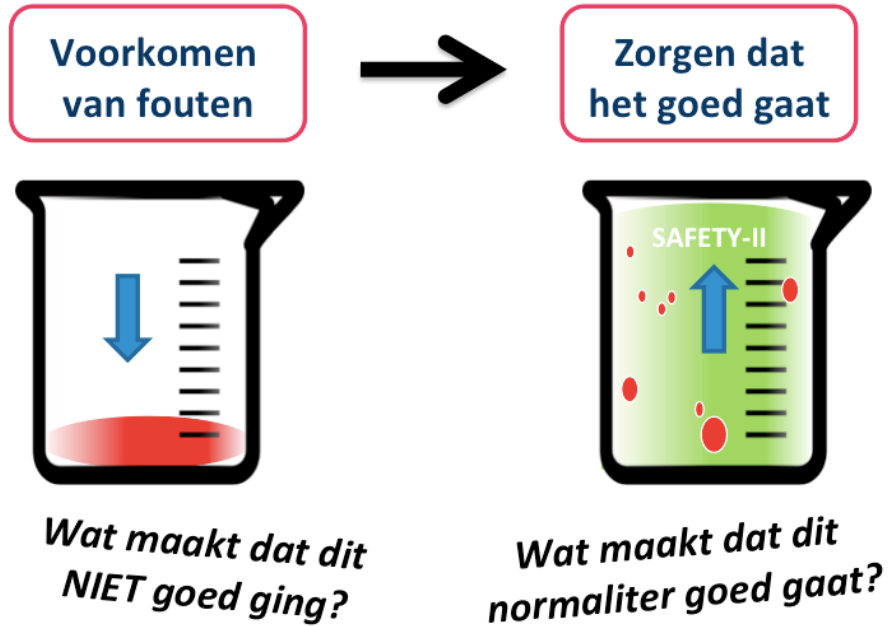 Voorkomen
van fouten
Zorgen dat
het goed gaat
SAFETY-II
Wat maakt dat dit
NIET goed ging?
Wat maakt dat dit
normaliter goed gaat?